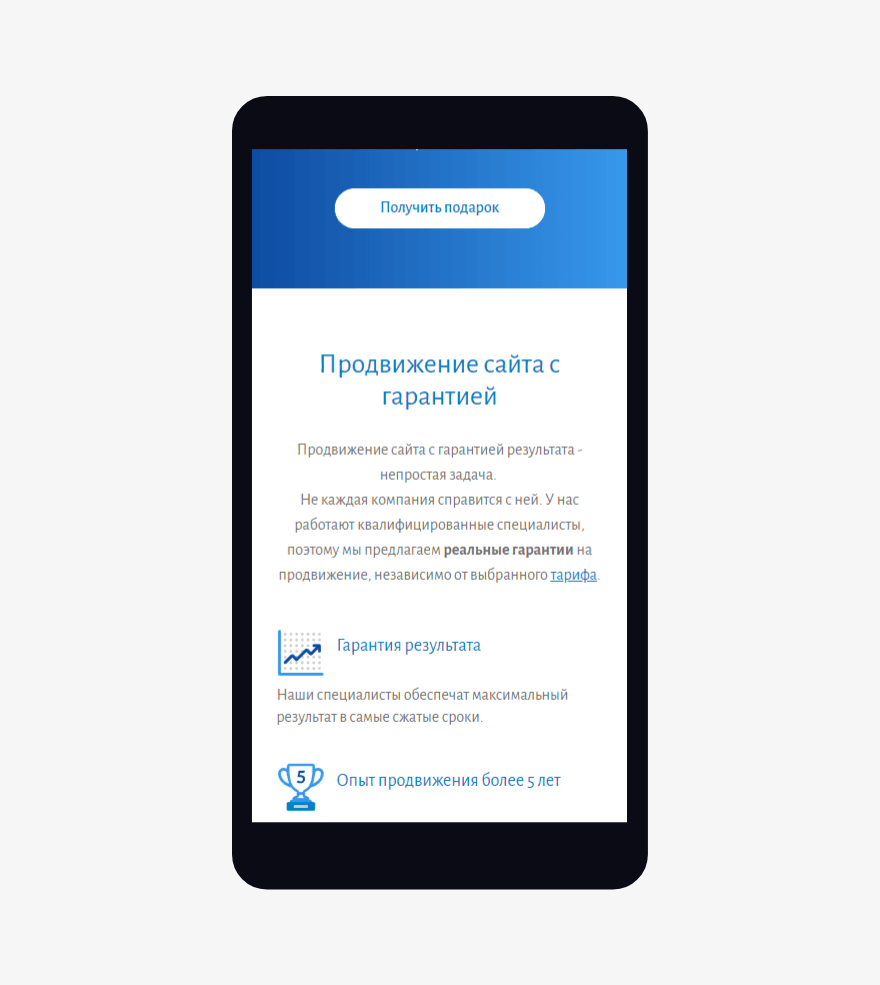 Получить подарок
Продвижение сайта с
гарантией
Продвижение сайта с гарантией результата -
непростая задача.
Не каждая компания справится с ней. У нас
работают квалифицированные специалисты,
поэтому мы предлагаем реальные гарантии на
продвижение, независимо от выбранного тарифа.
Гарантия результата
Наши специалисты обеспечат максимальный
результат в самые сжатые сроки.
5
Опыт продвижения более 5 лет